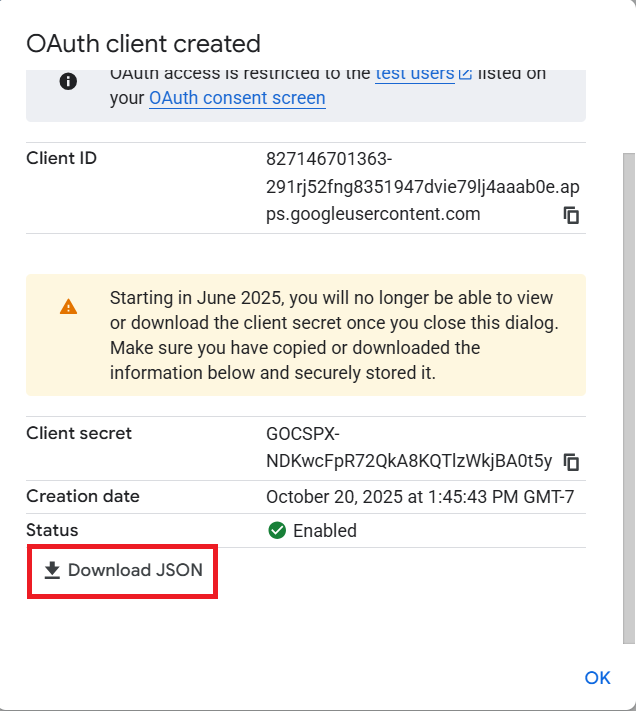 OAuth client created
OAuth access is restricted to the test users listed on
your OAuth consent screen
Client ID
827146701363-
291rj52fng8351947dvie79lj4aaab0e.ap
ps.googleusercontent.com
Starting in June 2025, you will no longer be able to view
or download the client secret once you close this dialog.
Make sure you have copied or downloaded the
information below and securely stored it.
Client secret
GOCSPX-
NDKwcFpR72QkA8KQTlzWkjBA0t5y
Creation date
October 20, 2025 at 1:45:43 PM GMT-7
Status
Enabled
Download JSON
OK